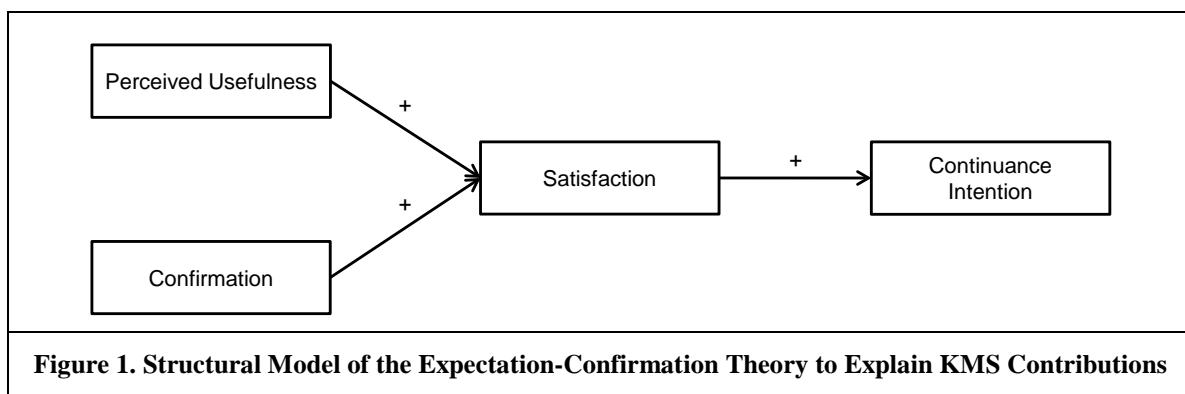 Perceived Usefulness
+
Satisfaction
+
Continuance
Intention
+
Confirmation
Figure 1. Structural Model of the Expectation-Confirmation Theory to Explain KMS Contributions